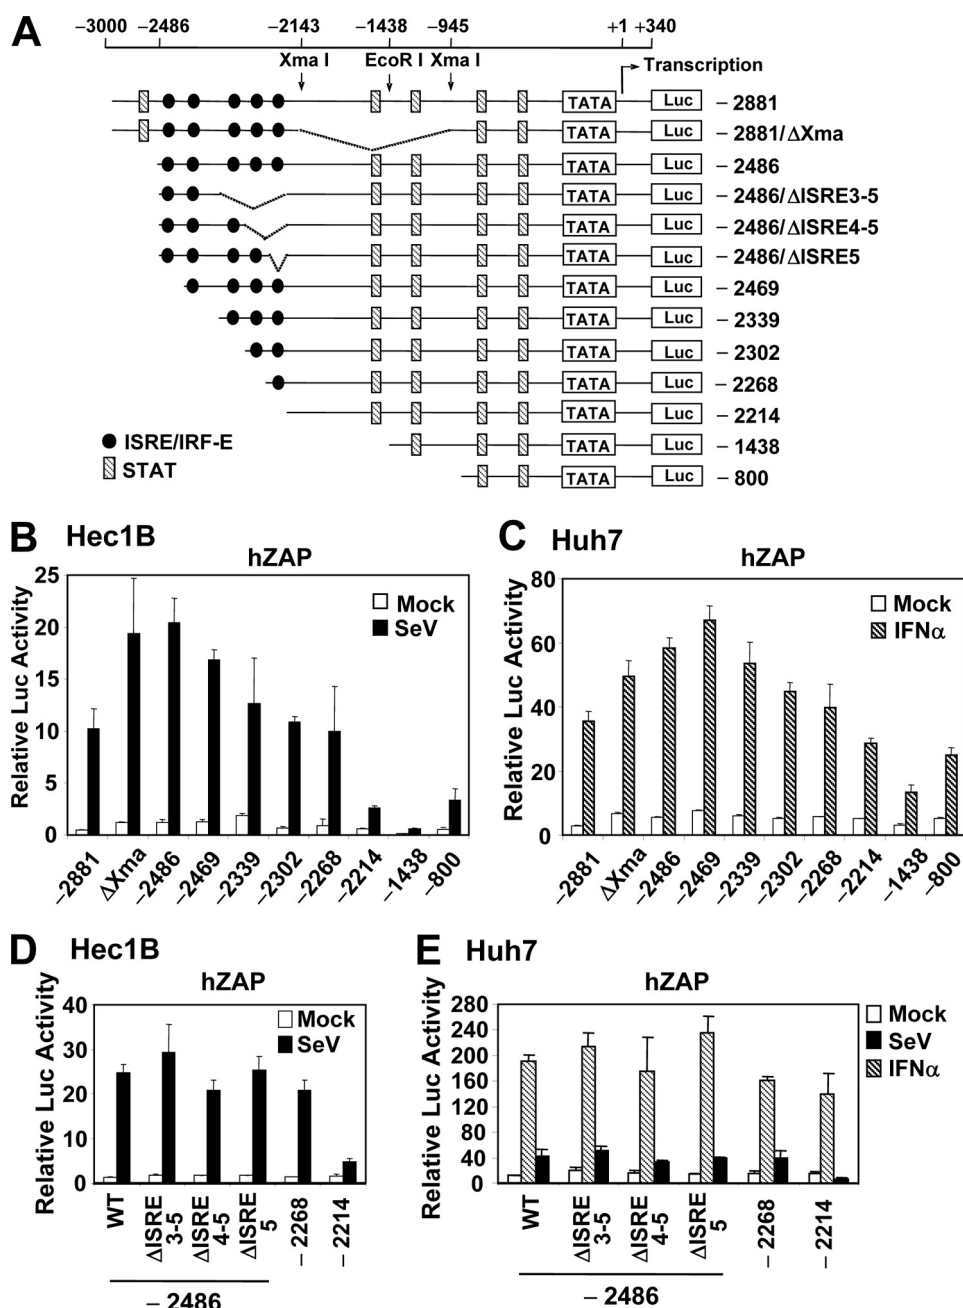 A
−3000 −2486 −2143 −1438 −945 +1 +340
Xma I EcoR I Xma I
Transcription
TATA Luc − 2881
TATA Luc − 2881/ΔXma
TATA Luc − 2486
TATA Luc − 2486/ΔISRE3-5
TATA Luc − 2486/ΔISRE4-5
TATA Luc − 2486/ΔISRE5
TATA Luc − 2469
TATA Luc − 2339
TATA Luc − 2302
TATA Luc − 2268
TATA Luc − 2214
TATA Luc − 1438
TATA Luc − 800
ISRE/IRF-E
STAT
B Hec1B
hZAP
Relative Luc Activity
25
20
15
10
5
0
Mock
SeV
−2881 ΔXma −2486 −2469 −2339 −2302 −2268 −2214 −1438 −800
C Huh7
hZAP
Relative Luc Activity
80
60
40
20
0
Mock
IFNα
−2881 ΔXma −2486 −2469 −2339 −2302 −2268 −2214 −1438 −800
D Hec1B
hZAP
Relative Luc Activity
40
30
20
10
0
Mock
SeV
WT
ΔISRE
3-5
ΔISRE
4-5
ΔISRE
5
− 2268
− 2214
− 2486
E Huh7
hZAP
Relative Luc Activity
280
240
200
160
120
80
40
0
Mock
SeV
IFNα
WT
ΔISRE
3-5
ΔISRE
4-5
ΔISRE
5
− 2268
− 2214
− 2486